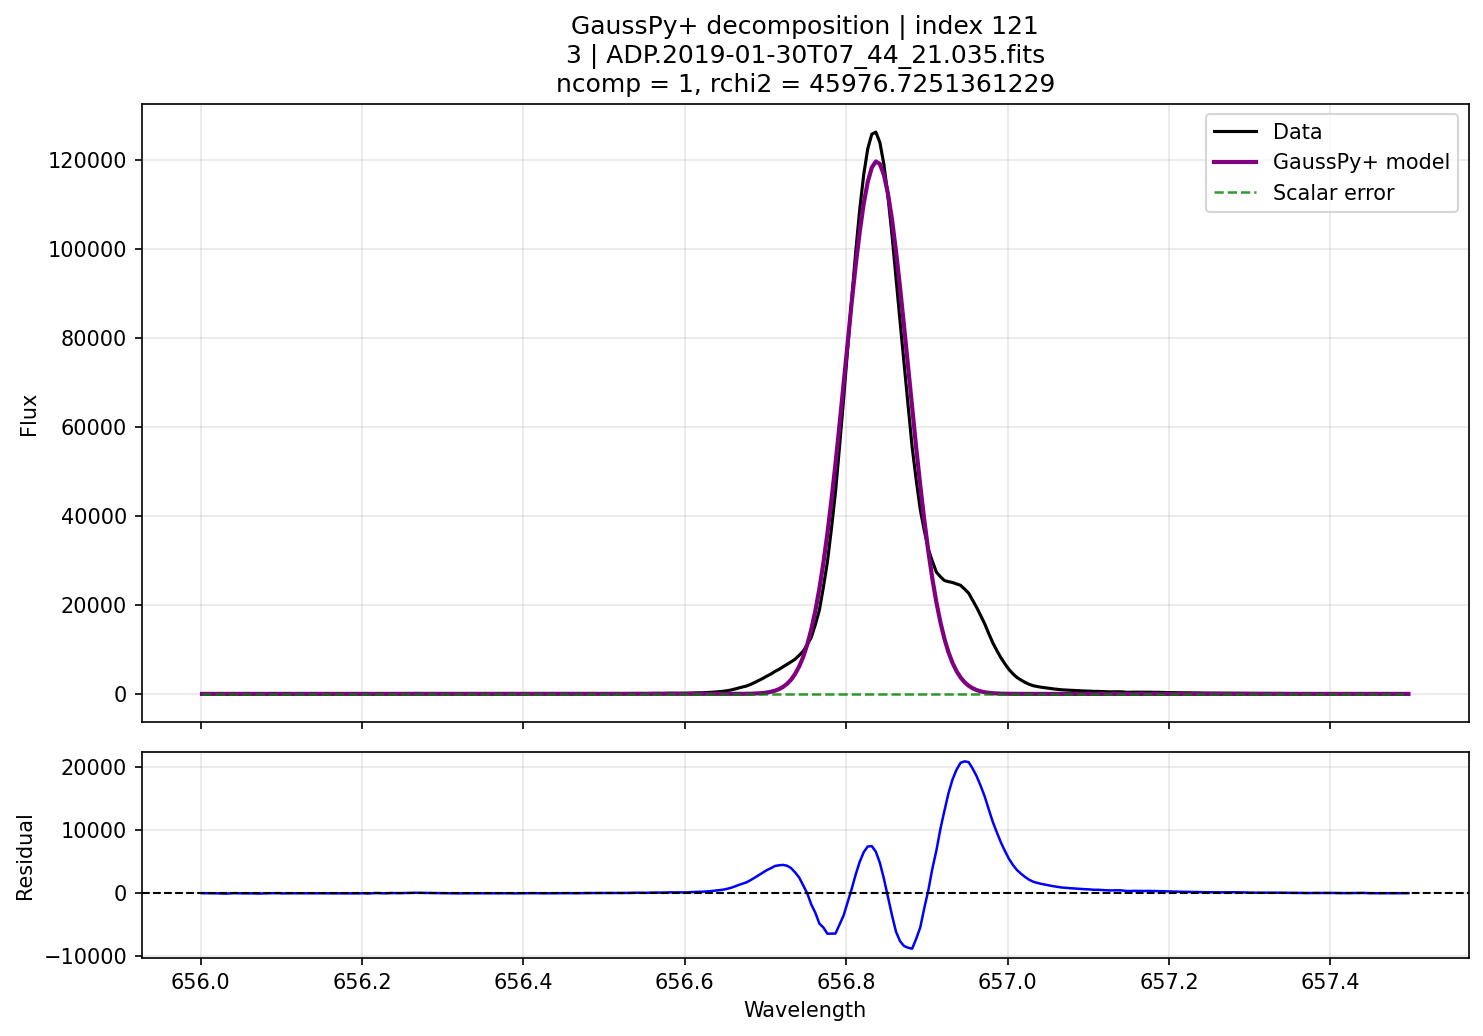 GaussPy+ decomposition | index 121
3 | ADP.2019-01-30T07_44_21.035.fits
ncomp = 1, rchi2 = 45976.7251361229
Data
GaussPy+ model
Scalar error
120000
100000
80000
60000
40000
20000
0
Flux
20000
10000
0
−10000
Residual
656.0 656.2 656.4 656.6 656.8 657.0 657.2 657.4
Wavelength